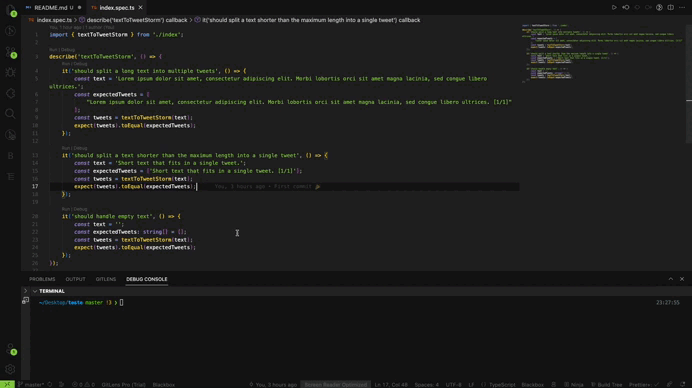 README.md U
index.spec.ts
index.spec.ts > describe('textToTweetStorm') callback > it('should split a text shorter than the maximum length into a single tweet') callback
1 import { textToTweetStorm } from './index';
2
Run | Debug
3 describe('textToTweetStorm', () => {
Run | Debug
4 it('should split a long text into multiple tweets', () => {
5 const text = 'Lorem ipsum dolor sit amet, consectetur adipiscing elit. Morbi lobortis orci sit amet magna lacinia, sed congue libero
ultrices.';
6 const expectedTweets = [
7 "Lorem ipsum dolor sit amet, consectetur adipiscing elit. Morbi lobortis orci sit amet magna lacinia, sed congue libero ultrices. [1/1]"
8 ];
9 const tweets = textToTweetStorm(text);
10 expect(tweets).toEqual(expectedTweets);
11 });
12
Run | Debug
13 it('should split a text shorter than the maximum length into a single tweet', () => {
14 const text = 'Short text that fits in a single tweet.';
15 const expectedTweets = ['Short text that fits in a single tweet. [1/1]'];
16 const tweets = textToTweetStorm(text);
17 expect(tweets).toEqual(expectedTweets); You, 3 hours ago • First commit
18 });
19
Run | Debug
20 it('should handle empty text', () => {
21 const text = '';
22 const expectedTweets: string[] = [];
23 const tweets = textToTweetStorm(text);
24 expect(tweets).toEqual(expectedTweets);
25 });
26 });
PROBLEMS OUTPUT GITLENS DEBUG CONSOLE
TERMINAL
~/Desktop/taslo master !3 23:27:55
master* GitLens Pro (Trial) Blackbox You, 3 hours ago Screen Reader Optimized Ln 17, Col 48 Spaces: 4 UTF-8 LF TypeScript Blackbox Ninja Build Tree Prettier